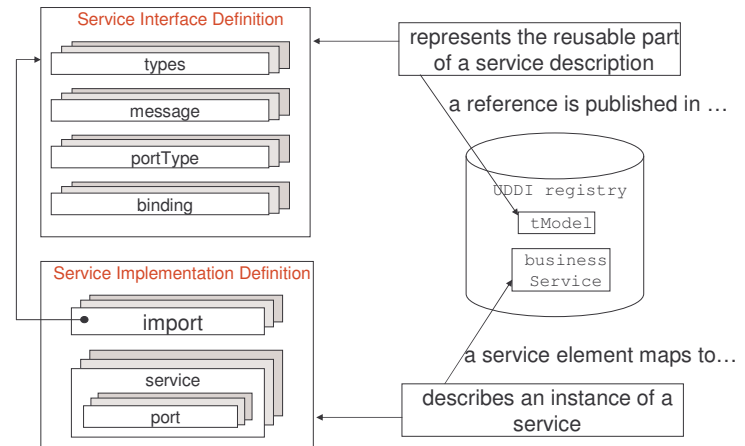 Service Interface Definition
types
message
portType
binding
represents the reusable part
of a service description
a reference is published in …
UDDI registry
tModel
business
Service
Service Implementation Definition
import
service
port
a service element maps to…
describes an instance of a
service